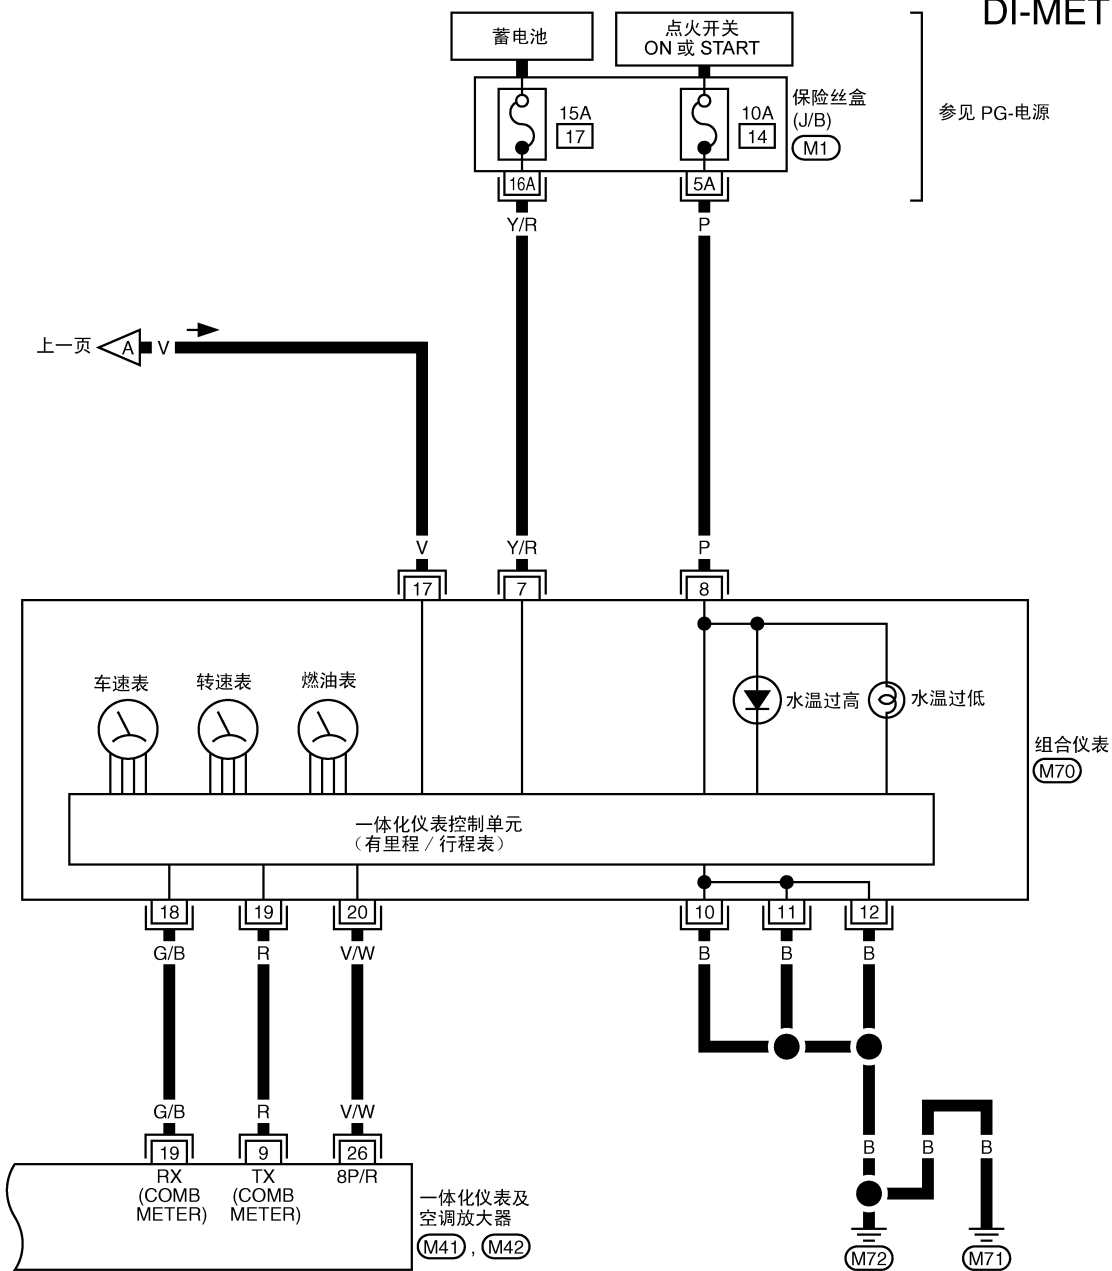 DI-MET
蓄电池
点火开关
ON 或 START
15A
17
10A
14
保险丝盒
(J/B)
M1
参见 PG-电源
16A
5A
Y/R
P
上一页
A
V
V
Y/R
P
17
7
8
车速表
转速表
燃油表
水温过高
水温过低
组合仪表
M70
一体化仪表控制单元
(有里程 / 行程表)
18
19
20
10
11
12
G/B
R
V/W
B
B
B
G/B
R
V/W
19
9
26
RX
(COMB
METER)
TX
(COMB
METER)
8P/R
一体化仪表及
空调放大器
M41 , M42
B
B
B
M72
M71